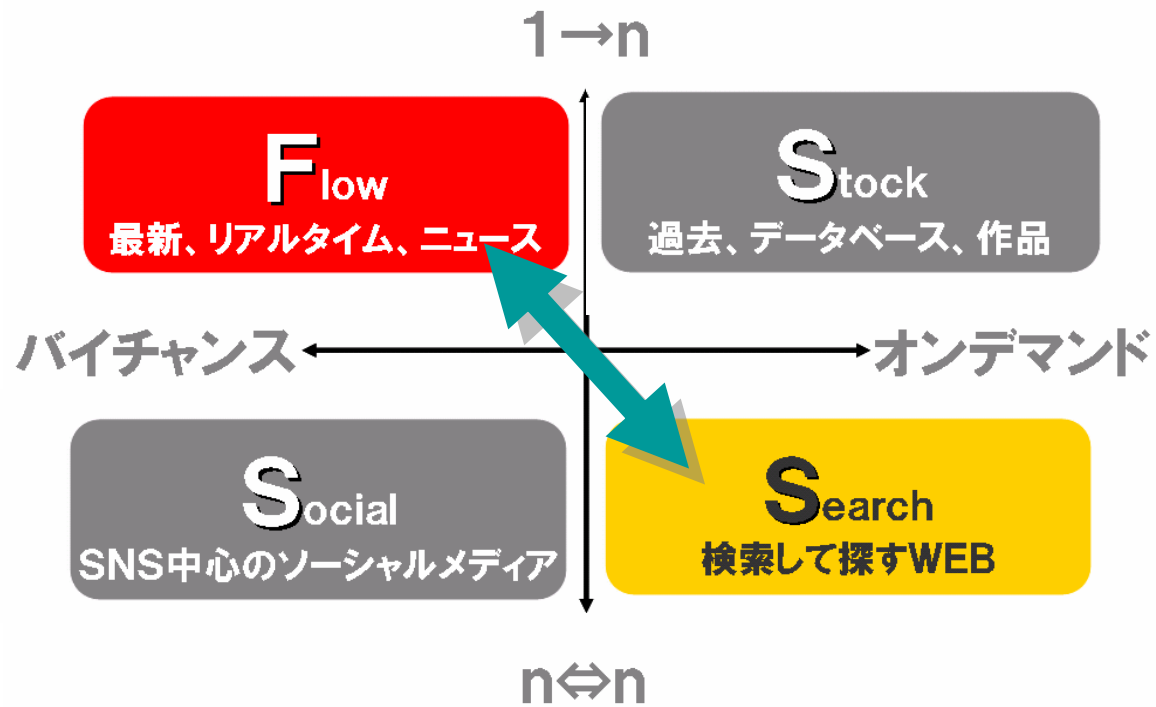 1→n
Flow
最新、リアルタイム、ニュース
Stock
過去、データベース、作品
バイチャンス
オンデマンド
Social
SNS中心のソーシャルメディア
Search
検索して探すWEB
n⇔n